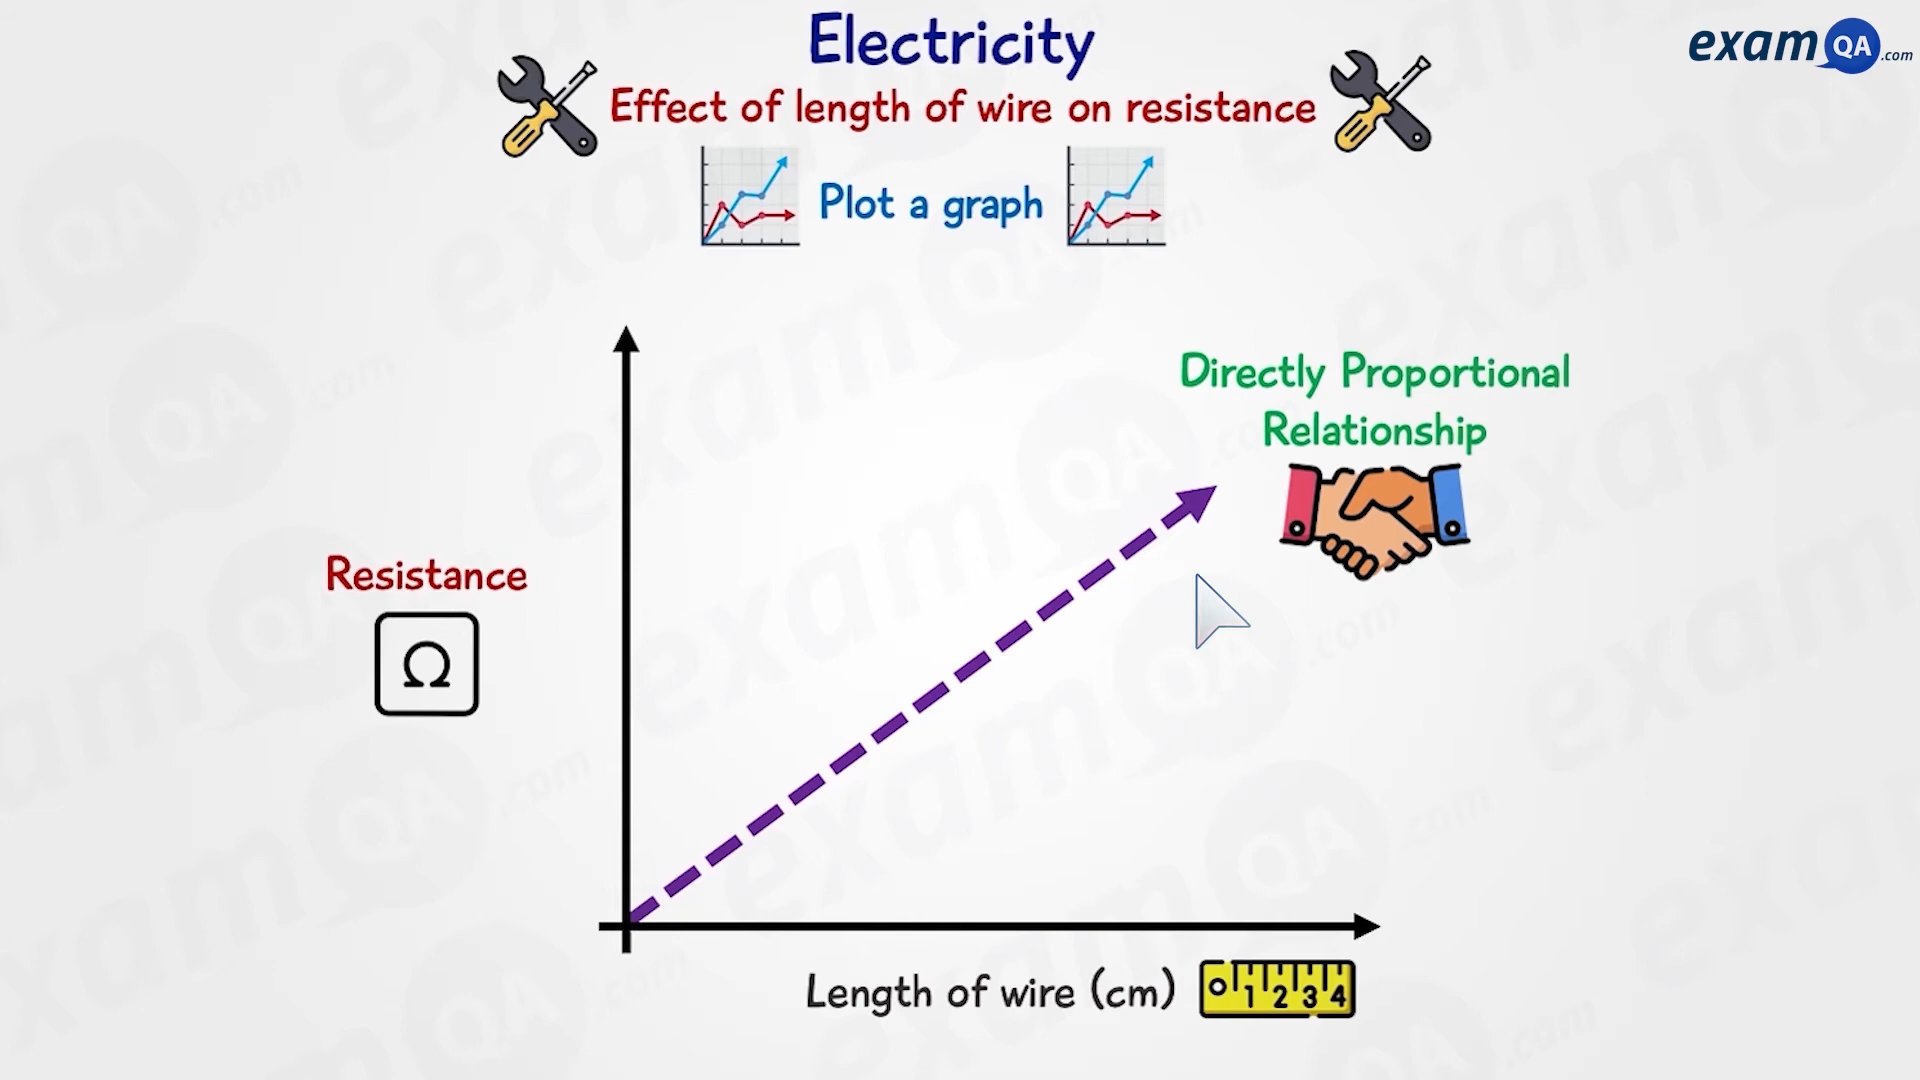 Electricity
examQA.com
Effect of length of wire on resistance
Plot a graph
Directly Proportional
Relationship
Resistance
Ω
Length of wire (cm)
0 1 2 3 4